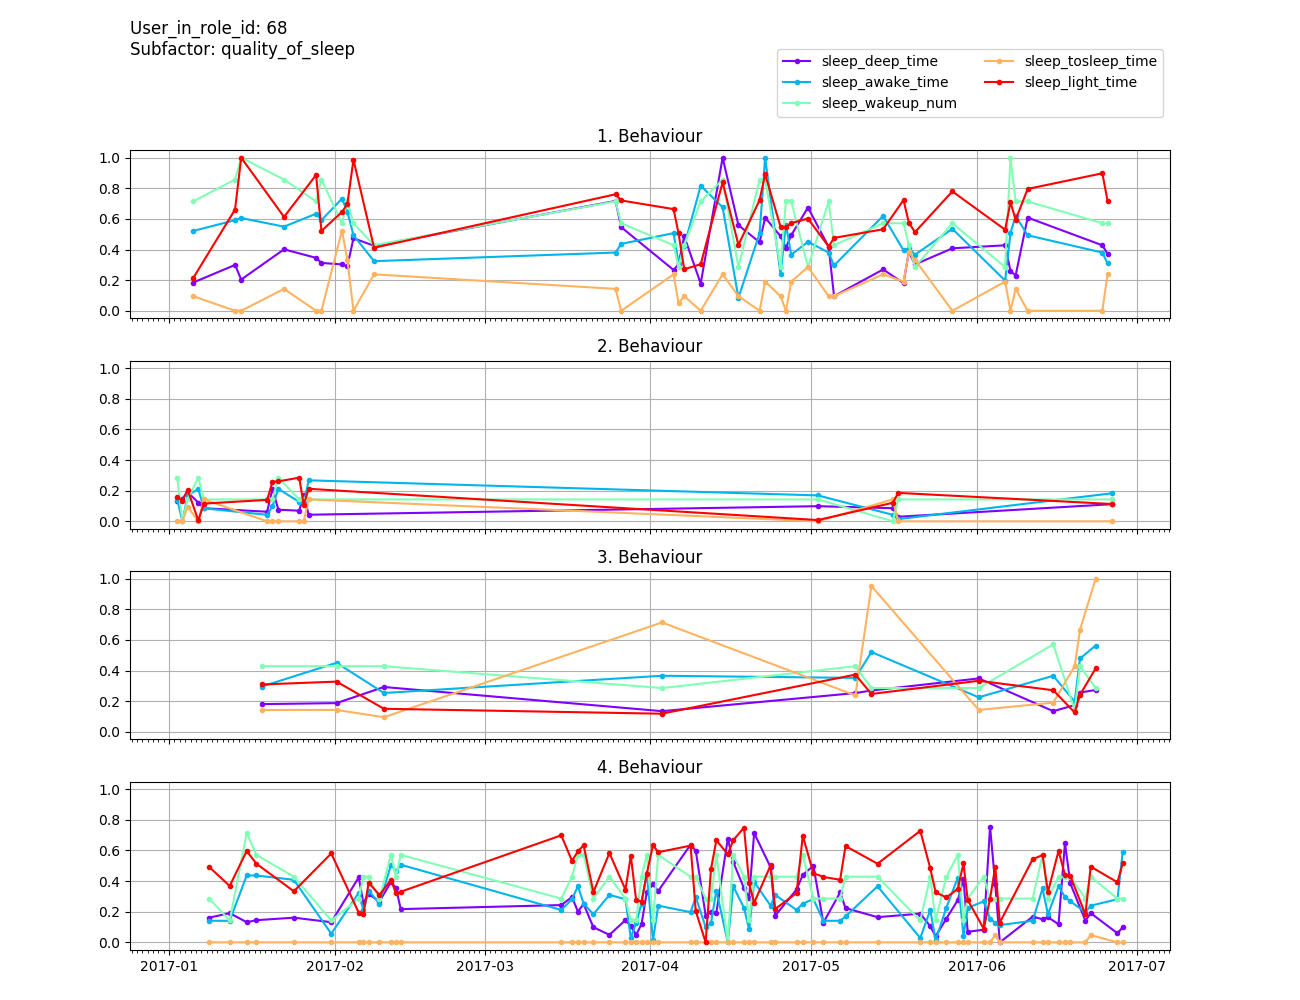 User_in_role_id: 68
Subfactor: quality_of_sleep
sleep_deep_time
sleep_awake_time
sleep_wakeup_num
sleep_tosleep_time
sleep_light_time
1. Behaviour
1.0
0.8
0.6
0.4
0.2
0.0
2. Behaviour
1.0
0.8
0.6
0.4
0.2
0.0
3. Behaviour
1.0
0.8
0.6
0.4
0.2
0.0
4. Behaviour
1.0
0.8
0.6
0.4
0.2
0.0
2017-01 2017-02 2017-03 2017-04 2017-05 2017-06 2017-07